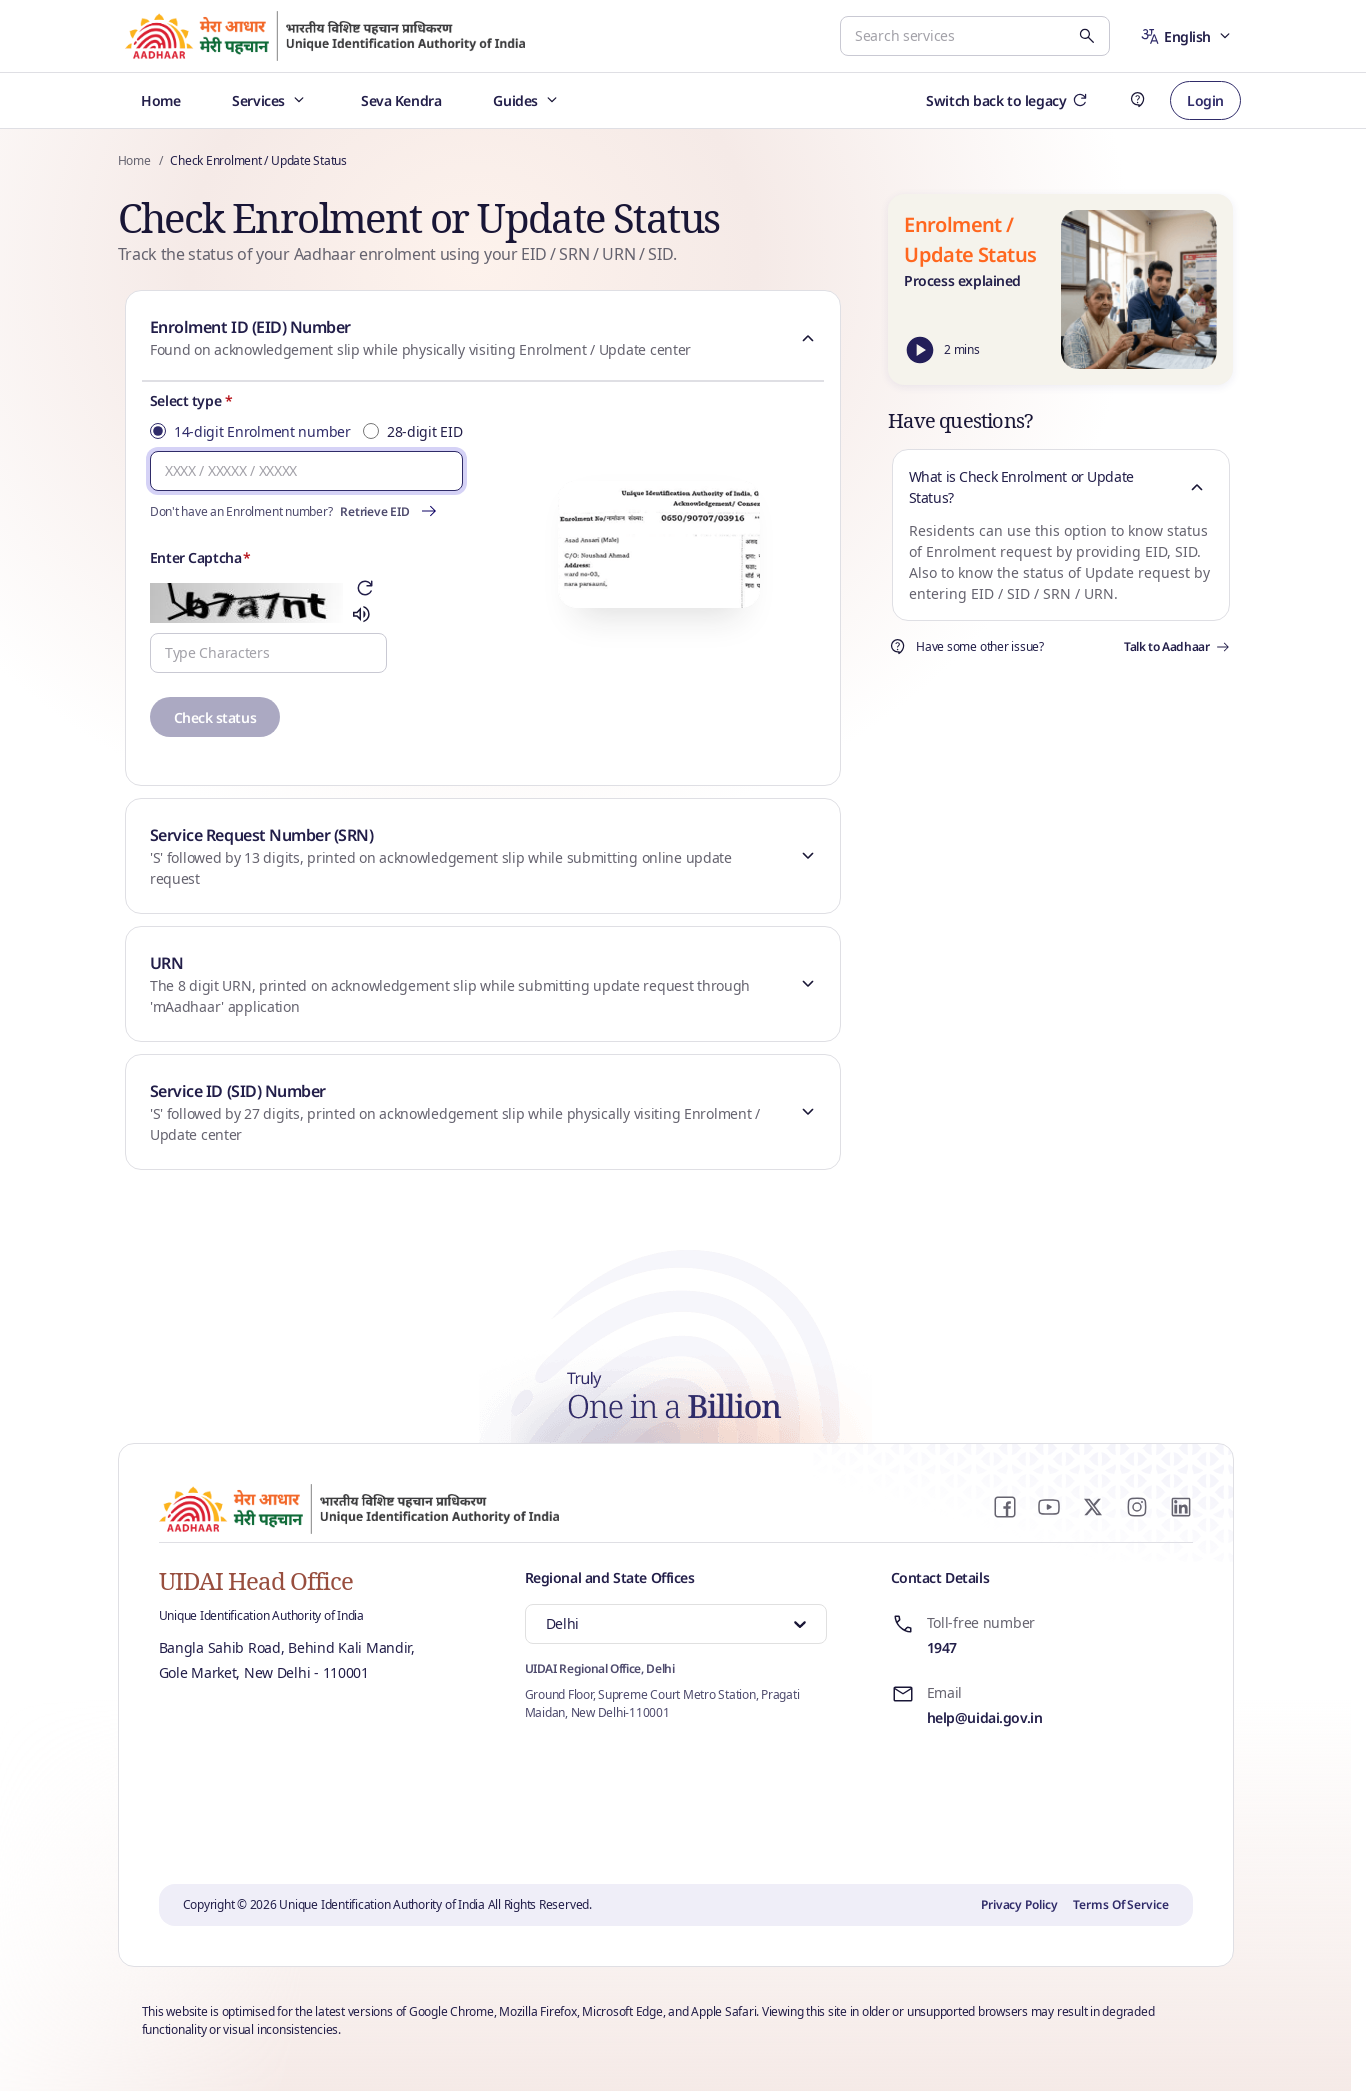 मेरा आधार
मेरी पहचान
AADHAAR
भारतीय विशिष्ट पहचान प्राधिकरण
Unique Identification Authority of India
Search services
English
Home
Services
Seva Kendra
Guides
Switch back to legacy
Login
Home / Check Enrolment / Update Status
Check Enrolment or Update Status
Track the status of your Aadhaar enrolment using your EID / SRN / URN / SID.
Enrolment ID (EID) Number
Found on acknowledgement slip while physically visiting Enrolment / Update center
Select type *
14-digit Enrolment number
28-digit EID
XXXX / XXXXX / XXXXX
Don't have an Enrolment number? Retrieve EID
Unique Identification Authority of India, G
Acknowledgement/ Conse
Enrolment No/नामांकन संख्या: 0650/90707/03916
Asad Ansari (Male)
C/O: Noushad Ahmad
Address:
ward no-03,
nara parsauni,
Enter Captcha*
b7a7nt
Type Characters
Check status
Service Request Number (SRN)
'S' followed by 13 digits, printed on acknowledgement slip while submitting online update
request
URN
The 8 digit URN, printed on acknowledgement slip while submitting update request through
'mAadhaar' application
Service ID (SID) Number
'S' followed by 27 digits, printed on acknowledgement slip while physically visiting Enrolment /
Update center
Enrolment /
Update Status
Process explained
2 mins
Have questions?
What is Check Enrolment or Update
Status?
Residents can use this option to know status
of Enrolment request by providing EID, SID.
Also to know the status of Update request by
entering EID / SID / SRN / URN.
Have some other issue?
Talk to Aadhaar
Truly
One in a Billion
मेरा आधार
मेरी पहचान
AADHAAR
भारतीय विशिष्ट पहचान प्राधिकरण
Unique Identification Authority of India
UIDAI Head Office
Unique Identification Authority of India
Bangla Sahib Road, Behind Kali Mandir,
Gole Market, New Delhi - 110001
Regional and State Offices
Delhi
UIDAI Regional Office, Delhi
Ground Floor, Supreme Court Metro Station, Pragati
Maidan, New Delhi-110001
Contact Details
Toll-free number
1947
Email
help@uidai.gov.in
Copyright © 2026 Unique Identification Authority of India All Rights Reserved.
Privacy Policy
Terms Of Service
This website is optimised for the latest versions of Google Chrome, Mozilla Firefox, Microsoft Edge, and Apple Safari. Viewing this site in older or unsupported browsers may result in degraded
functionality or visual inconsistencies.